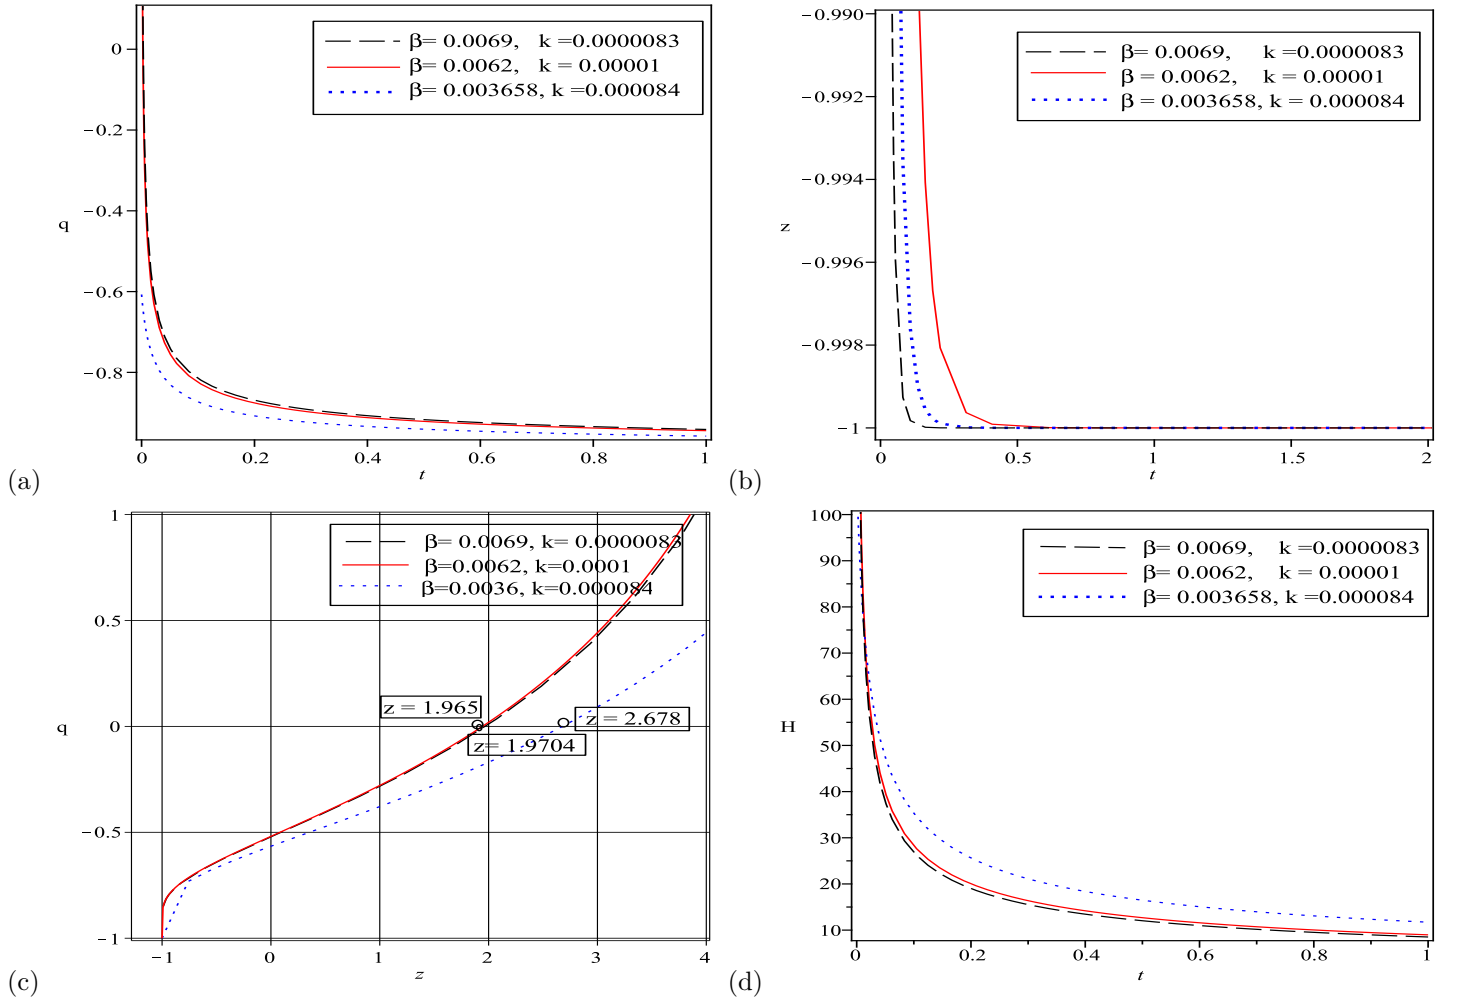 β= 0.0069, k =0.0000083
β= 0.0062, k = 0.00001
β= 0.003658, k =0.000084
0
−0.2
−0.4
−0.6
−0.8
q
0 0.2 0.4 0.6 0.8 1
t
(a)
β= 0.0069, k =0.0000083
β = 0.0062, k = 0.00001
β = 0.003658, k = 0.000084
−0.990
−0.992
−0.994
−0.996
−0.998
−1
z
0 0.5 1 1.5 2
t
(b)
β= 0.0069, k= 0.0000083
β=0.0062, k=0.0001
β=0.0036, k=0.000084
1
0.5
0
−0.5
−1
q
z = 1.965
z = 2.678
z= 1.9704
−1 0 1 2 3 4
z
(c)
β= 0.0069, k =0.0000083
β= 0.0062, k = 0.00001
β= 0.003658, k =0.000084
100
90
80
70
60
50
40
30
20
10
H
0 0.2 0.4 0.6 0.8 1
t
(d)